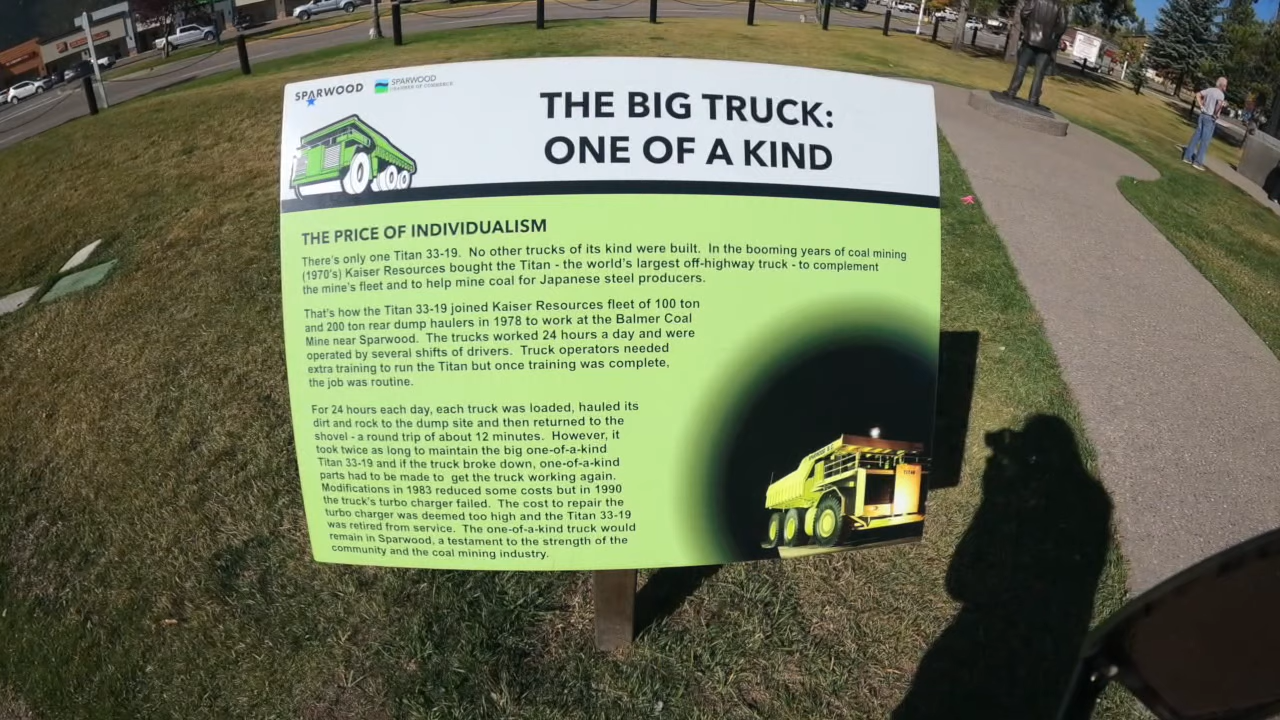 SPARWOOD
SPARWOOD
CHAMBER OF COMMERCE
THE BIG TRUCK:
ONE OF A KIND
THE PRICE OF INDIVIDUALISM
There's only one Titan 33-19. No other trucks of its kind were built. In the booming years of coal mining
(1970's) Kaiser Resources bought the Titan - the world's largest off-highway truck - to complement
the mine's fleet and to help mine coal for Japanese steel producers.
That's how the Titan 33-19 joined Kaiser Resources fleet of 100 ton
and 200 ton rear dump haulers in 1978 to work at the Balmer Coal
Mine near Sparwood. The trucks worked 24 hours a day and were
operated by several shifts of drivers. Truck operators needed
extra training to run the Titan but once training was complete,
the job was routine.
For 24 hours each day, each truck was loaded, hauled its
dirt and rock to the dump site and then returned to the
shovel - a round trip of about 12 minutes. However, it
took twice as long to maintain the big one-of-a-kind
Titan 33-19 and if the truck broke down, one-of-a-kind
parts had to be made to get the truck working again.
Modifications in 1983 reduced some costs but in 1990
the truck's turbo charger failed. The cost to repair the
turbo charger was deemed too high and the Titan 33-19
was retired from service. The one-of-a-kind truck would
remain in Sparwood, a testament to the strength of the
community and the coal mining industry.
TITAN